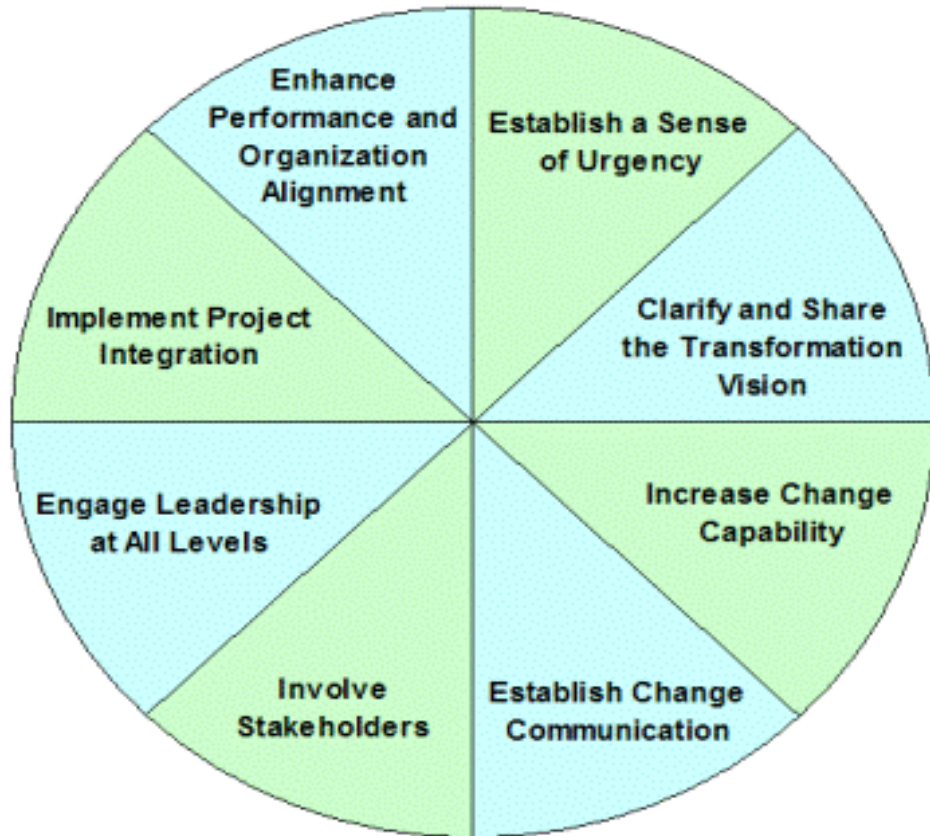 Enhance
Performance and
Organization
Alignment
Establish a Sense
of Urgency
Clarify and Share
the Transformation
Vision
Increase Change
Capability
Establish Change
Communication
Involve
Stakeholders
Engage Leadership
at All Levels
Implement Project
Integration